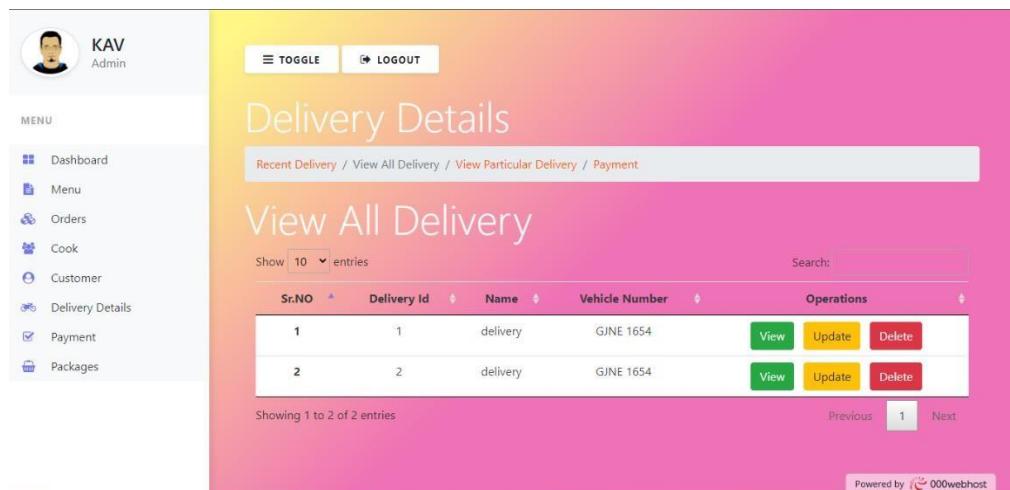 KAV
Admin
MENU
Dashboard
Menu
Orders
Cook
Customer
Delivery Details
Payment
Packages
TOGGLE
LOGOUT
Delivery Details
Recent Delivery / View All Delivery / View Particular Delivery / Payment
View All Delivery
Show 10 entries
Search:
Sr.NO Delivery Id Name Vehicle Number Operations
1 1 delivery GJNE 1654 View Update Delete
2 2 delivery GJNE 1654 View Update Delete
Showing 1 to 2 of 2 entries
Previous 1 Next
Powered by 000webhost